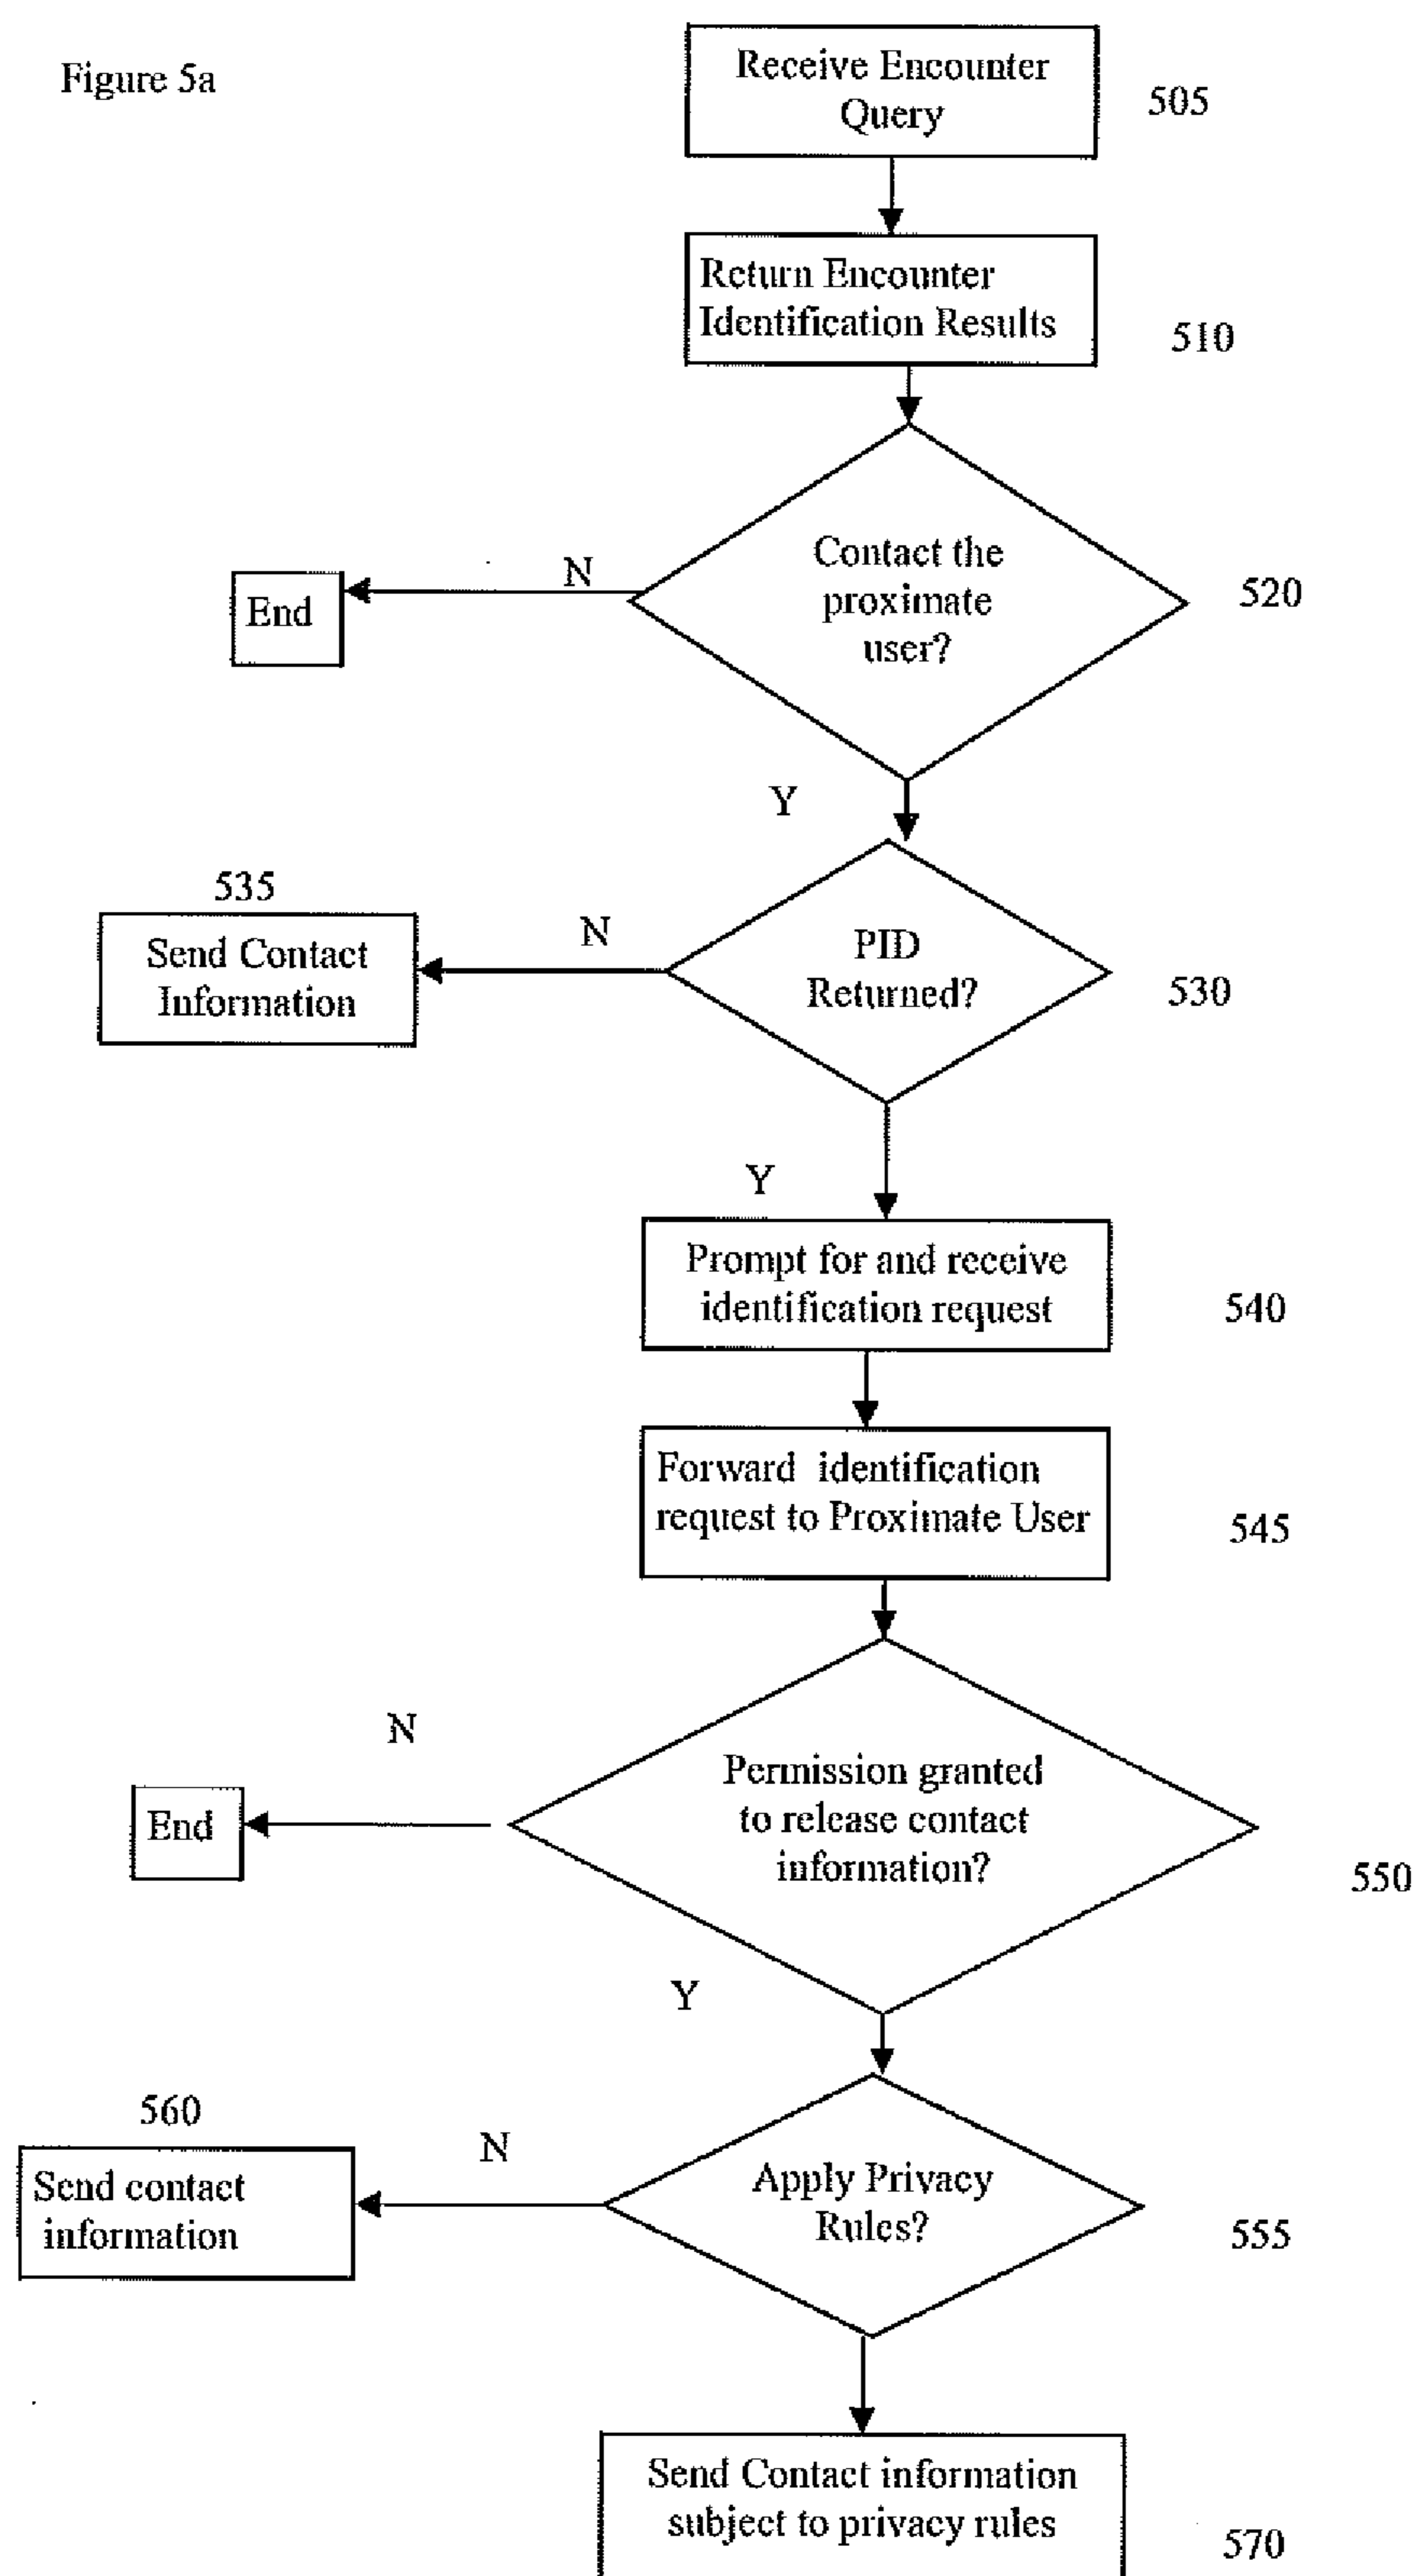 Figure 5a
Receive Encounter
Query
505
Return Encounter
Identification Results
510
Contact the
proximate
user?
520
N
End
Y
535
Send Contact
Information
N
PID
Returned?
530
Y
Prompt for and receive
identification request
540
Forward identification
request to Proximate User
545
N
End
Permission granted
to release contact
information?
550
Y
560
Send contact
information
N
Apply Privacy
Rules?
555
Send Contact information
subject to privacy rules
570